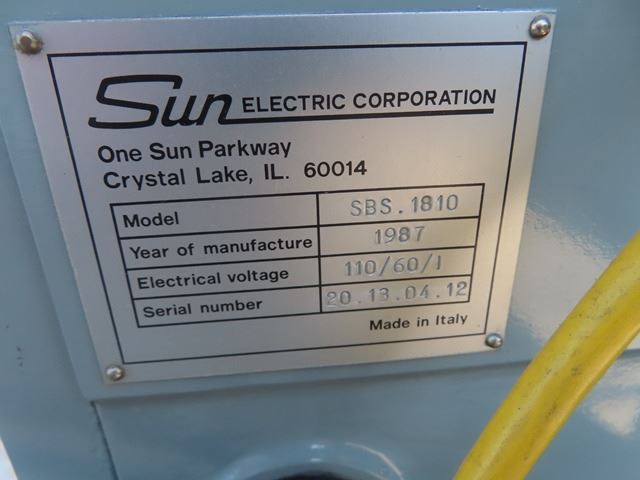 Sun ELECTRIC CORPORATION
One Sun Parkway
Crystal Lake, IL. 60014
Model SBS.1810
Year of manufacture 1987
Electrical voltage 110/60/1
Serial number 20.13.04.12
Made in Italy